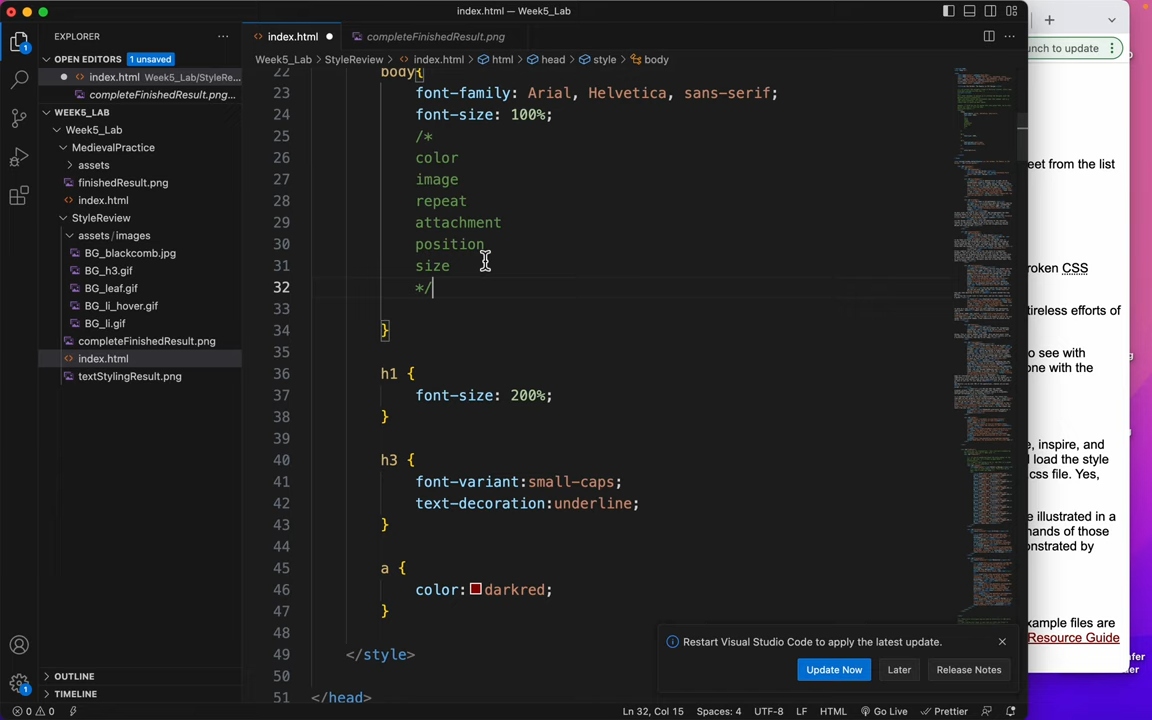 index.html — Week5_Lab
EXPLORER
OPEN EDITORS
1 unsaved
index.html Week5_Lab/StyleRe...
completeFinishedResult.png...
WEEK5_LAB
Week5_Lab
MedievalPractice
assets
finishedResult.png
index.html
StyleReview
assets/images
BG_blackcomb.jpg
BG_h3.gif
BG_leaf.gif
BG_li_hover.gif
BG_li.gif
completeFinishedResult.png
index.html
textStylingResult.png
OUTLINE
TIMELINE
index.html
completeFinishedResult.png
Week5_Lab > StyleReview > index.html > html > head > style > body
22 body{
23 font-family: Arial, Helvetica, sans-serif;
24 font-size: 100%;
25 /*
26 color
27 image
28 repeat
29 attachment
30 position
31 size
32 */
33
34 }
35
36 h1 {
37 font-size: 200%;
38 }
39
40 h3 {
41 font-variant:small-caps;
42 text-decoration:underline;
43 }
44
45 a {
46 color: darkred;
47 }
48
49 </style>
50
51 </head>
Restart Visual Studio Code to apply the latest update.
Update Now
Later
Release Notes
0 0
Ln 32, Col 15
Spaces: 4
UTF-8
LF
HTML
Go Live
Prettier
1
1
unch to update
eet from the list
roken CSS
tireless efforts of
o see with
one with the
e, inspire, and
l load the style
css file. Yes,
e illustrated in a
hands of those
onstrated by
xample files are
Resource Guide